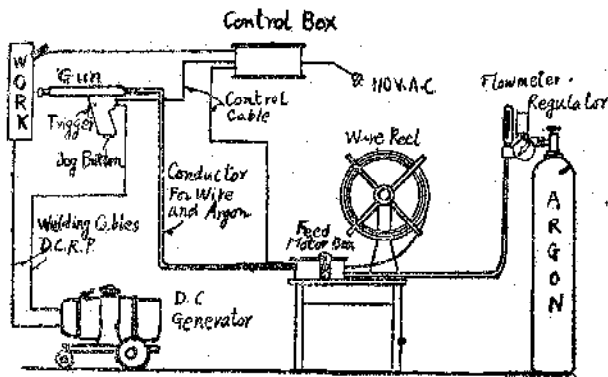 Control Box
WORK
Gun
Trigger
Jog Button
Control
Cable
110V.A.C.
Flowmeter.
Regulator
Wire Reel
Conductor
For Wire
and Argon
Welding Cables
D.C.R.P.
Feed
Motor Box
ARGON
D.C
Generator